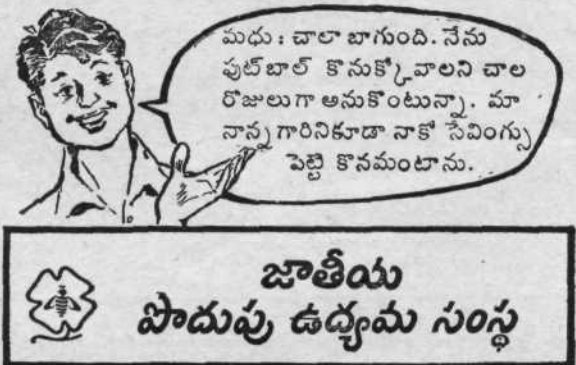 మధు : చాలా బాగుంది. నేను
ఫుట్‌బాల్ కొనుక్కోవాలని చాల
రోజులుగా అనుకొంటున్నా. మా
నాన్నగారినికూడా నాకో సేవింగ్సు
పెట్టె కొనమంటాను.
జాతీయ
పొదుపు ఉద్యమ సంస్థ